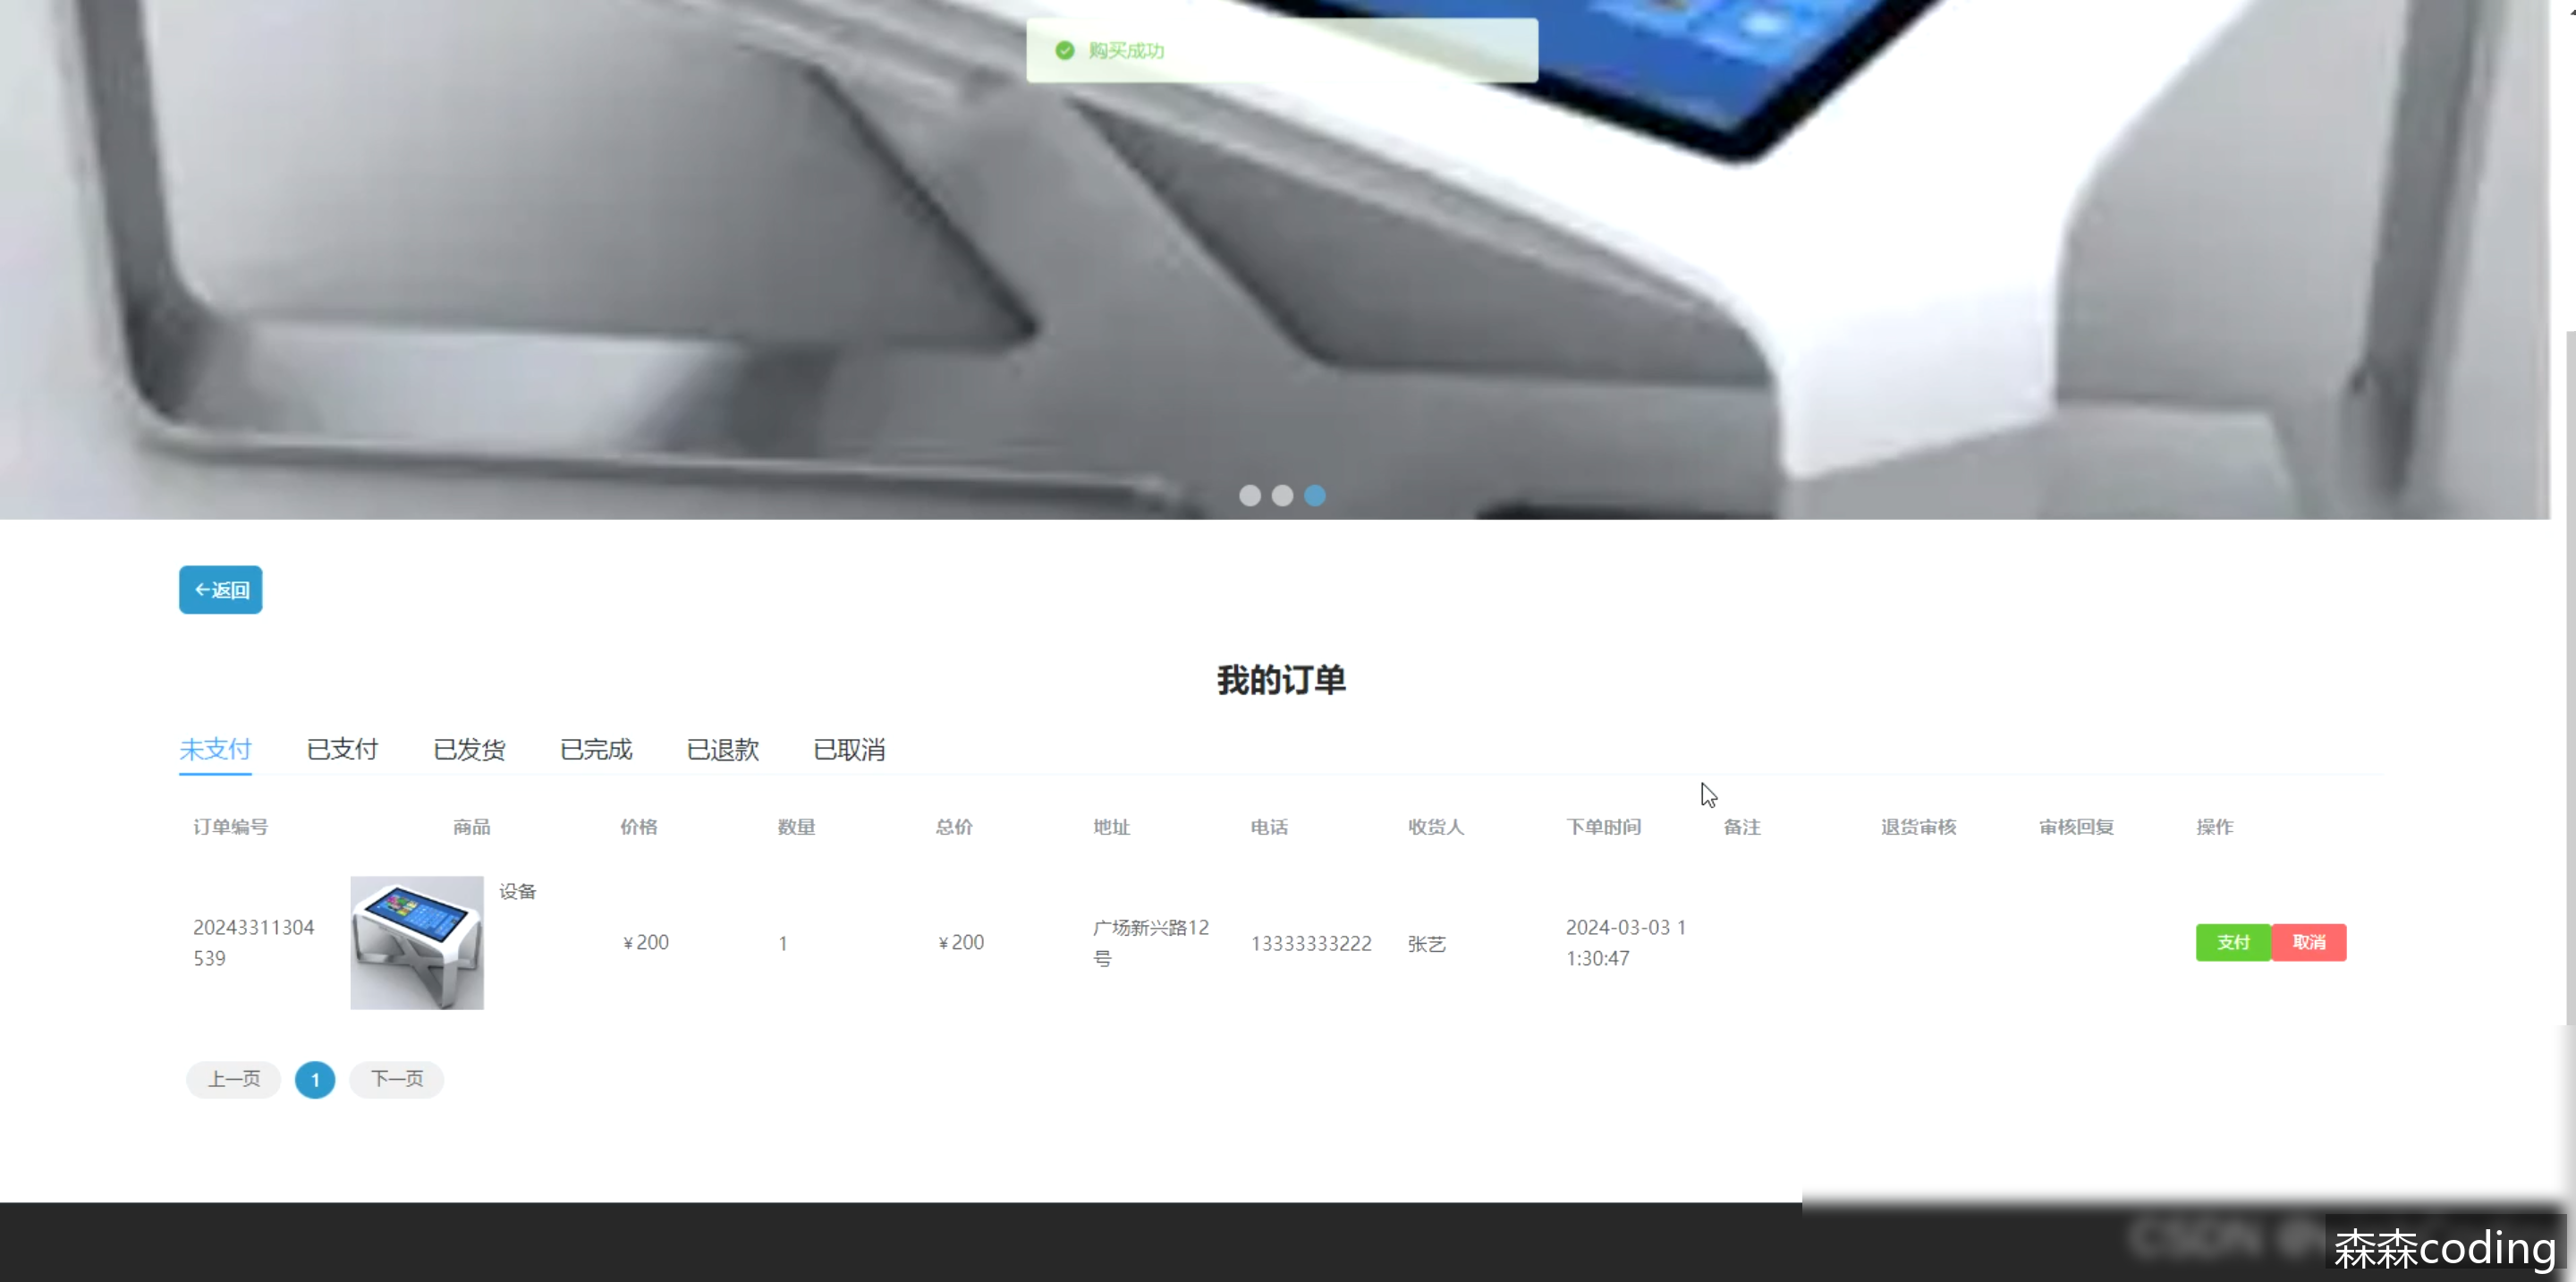 购买成功
←返回
我的订单
未支付 已支付 已发货 已完成 已退款 已取消
订单编号 商品 价格 数量 总价 地址 电话 收货人 下单时间 备注 退货审核 审核回复 操作
设备
20243311304 广场新兴路12 2024-03-03 1
¥200 1 ¥200 13333333222 张艺 支付 取消
539 号 1:30:47
上一页 1 下一页
CSDN
森森coding